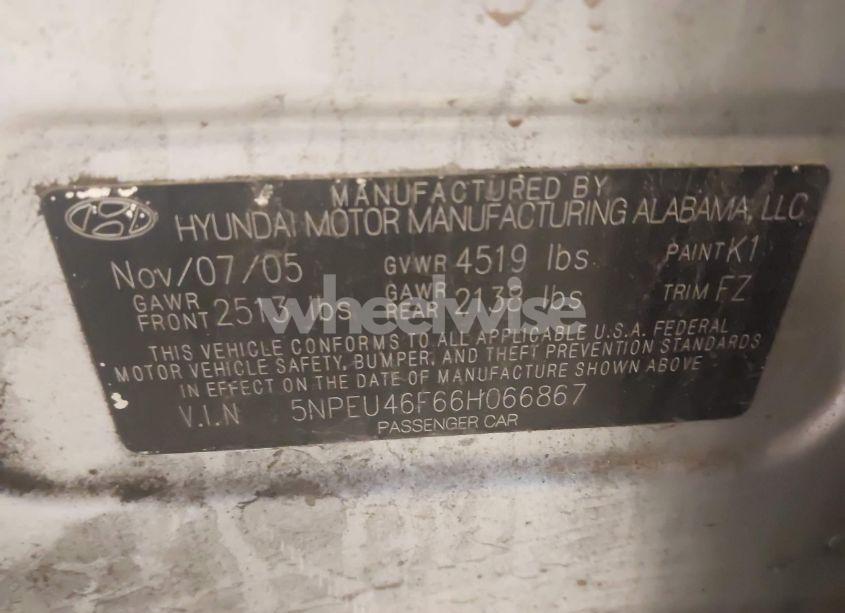 MANUFACTURED BY
HYUNDAI MOTOR MANUFACTURING ALABAMA, LLC
Nov/07/05 GVWR 4519 lbs PAINT K1
GAWR FRONT 2513 lbs GAWR REAR 2138 lbs TRIM FZ
wheelwise
THIS VEHICLE CONFORMS TO ALL APPLICABLE U.S.A. FEDERAL
MOTOR VEHICLE SAFETY, BUMPER, AND THEFT PREVENTION STANDARDS
IN EFFECT ON THE DATE OF MANUFACTURE SHOWN ABOVE
V.I.N 5NPEU46F66H066867
PASSENGER CAR